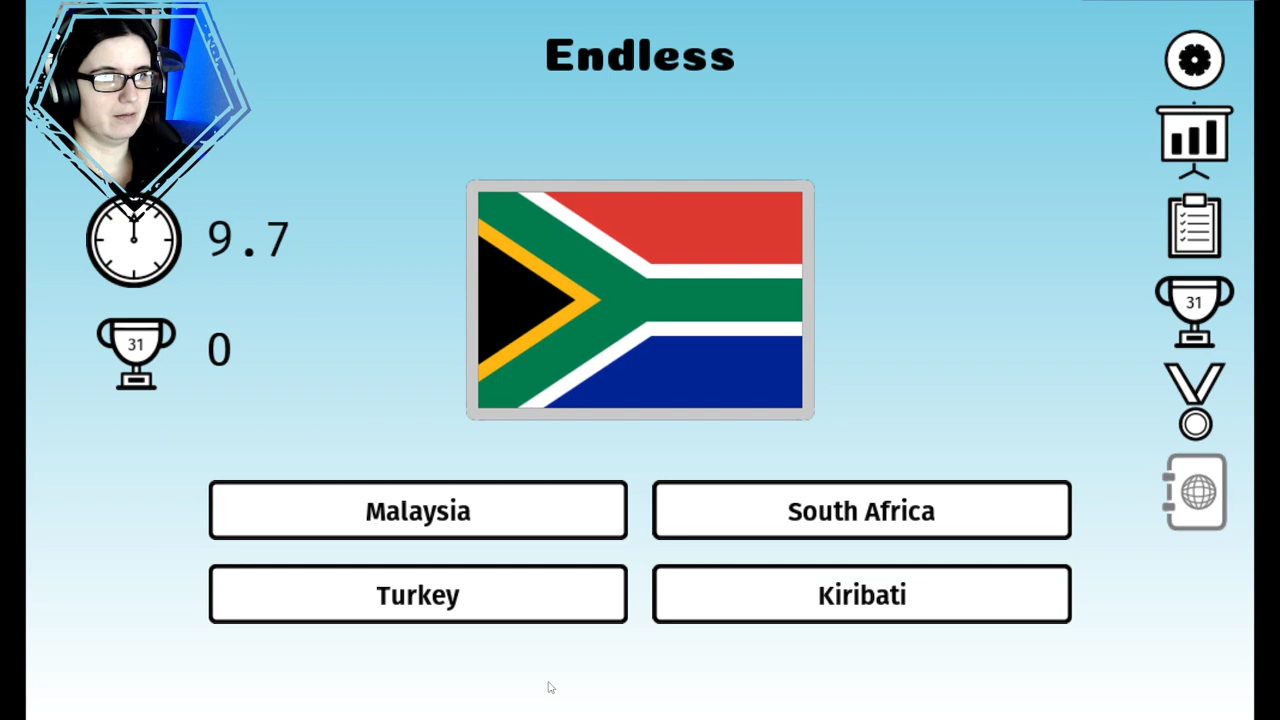 Endless
9.7
31
0
31
Malaysia
South Africa
Turkey
Kiribati